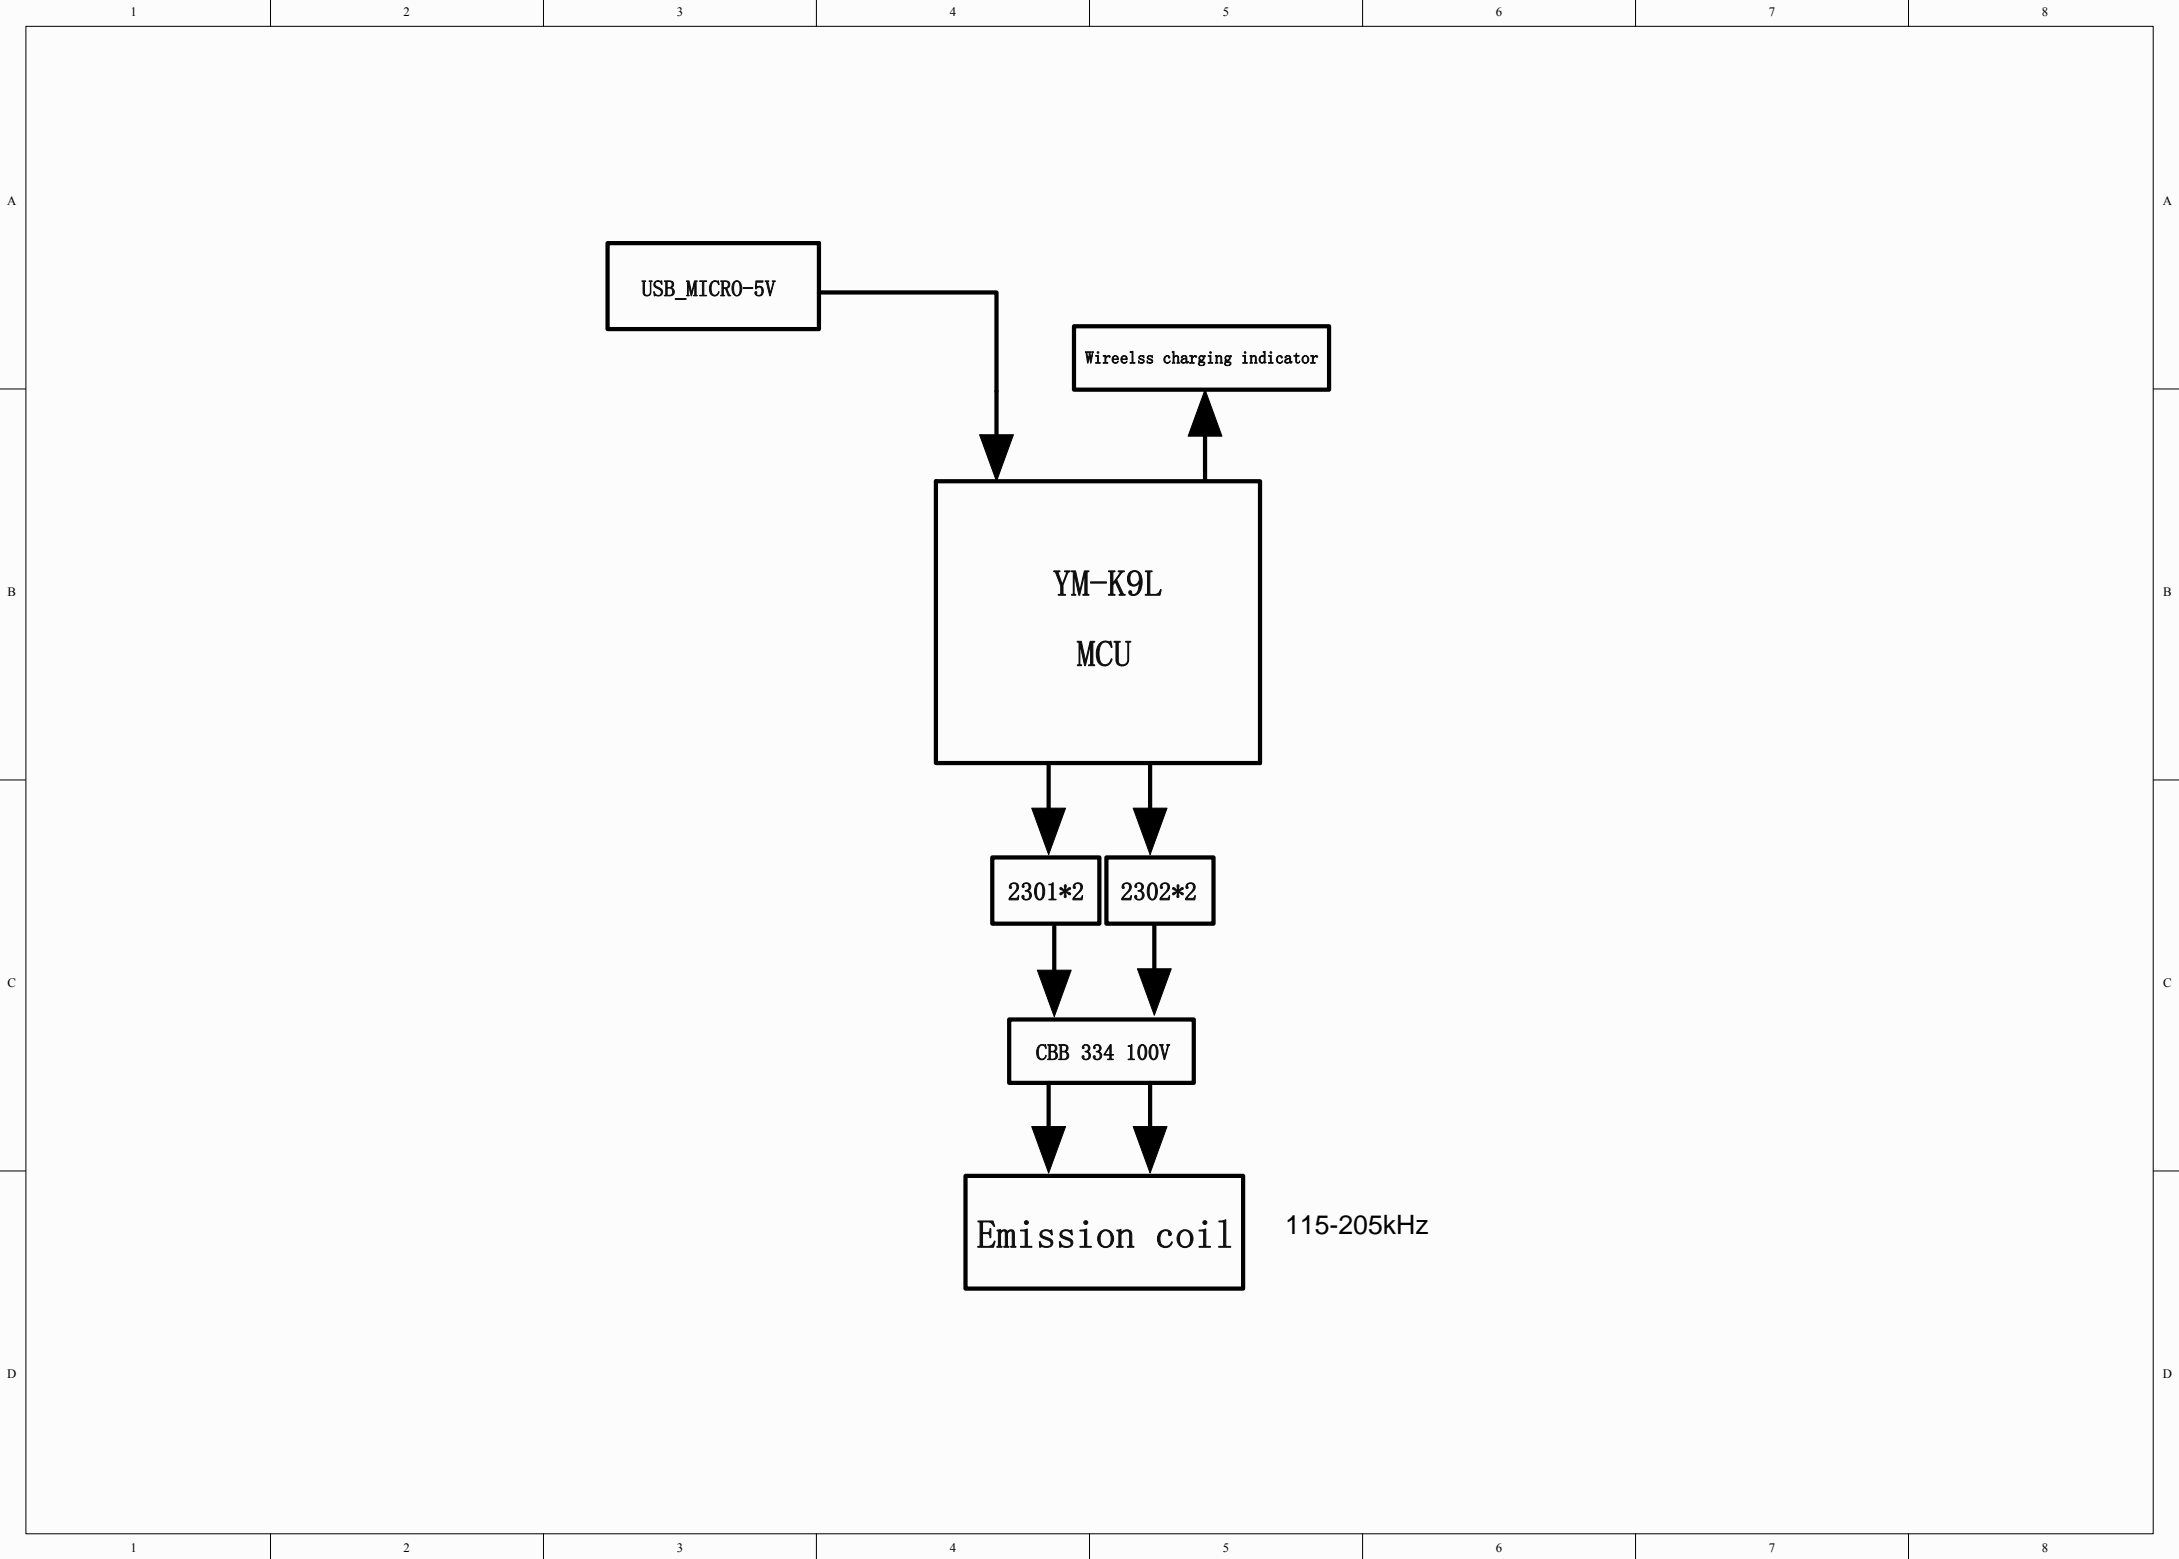 1 2 3 4 5 6 7 8
A A
USB_MICRO-5V
Wireelss charging indicator
B B
YM-K9L
MCU
2301*2 2302*2
C C
CBB 334 100V
Emission coil 115-205kHz
D D
1 2 3 4 5 6 7 8